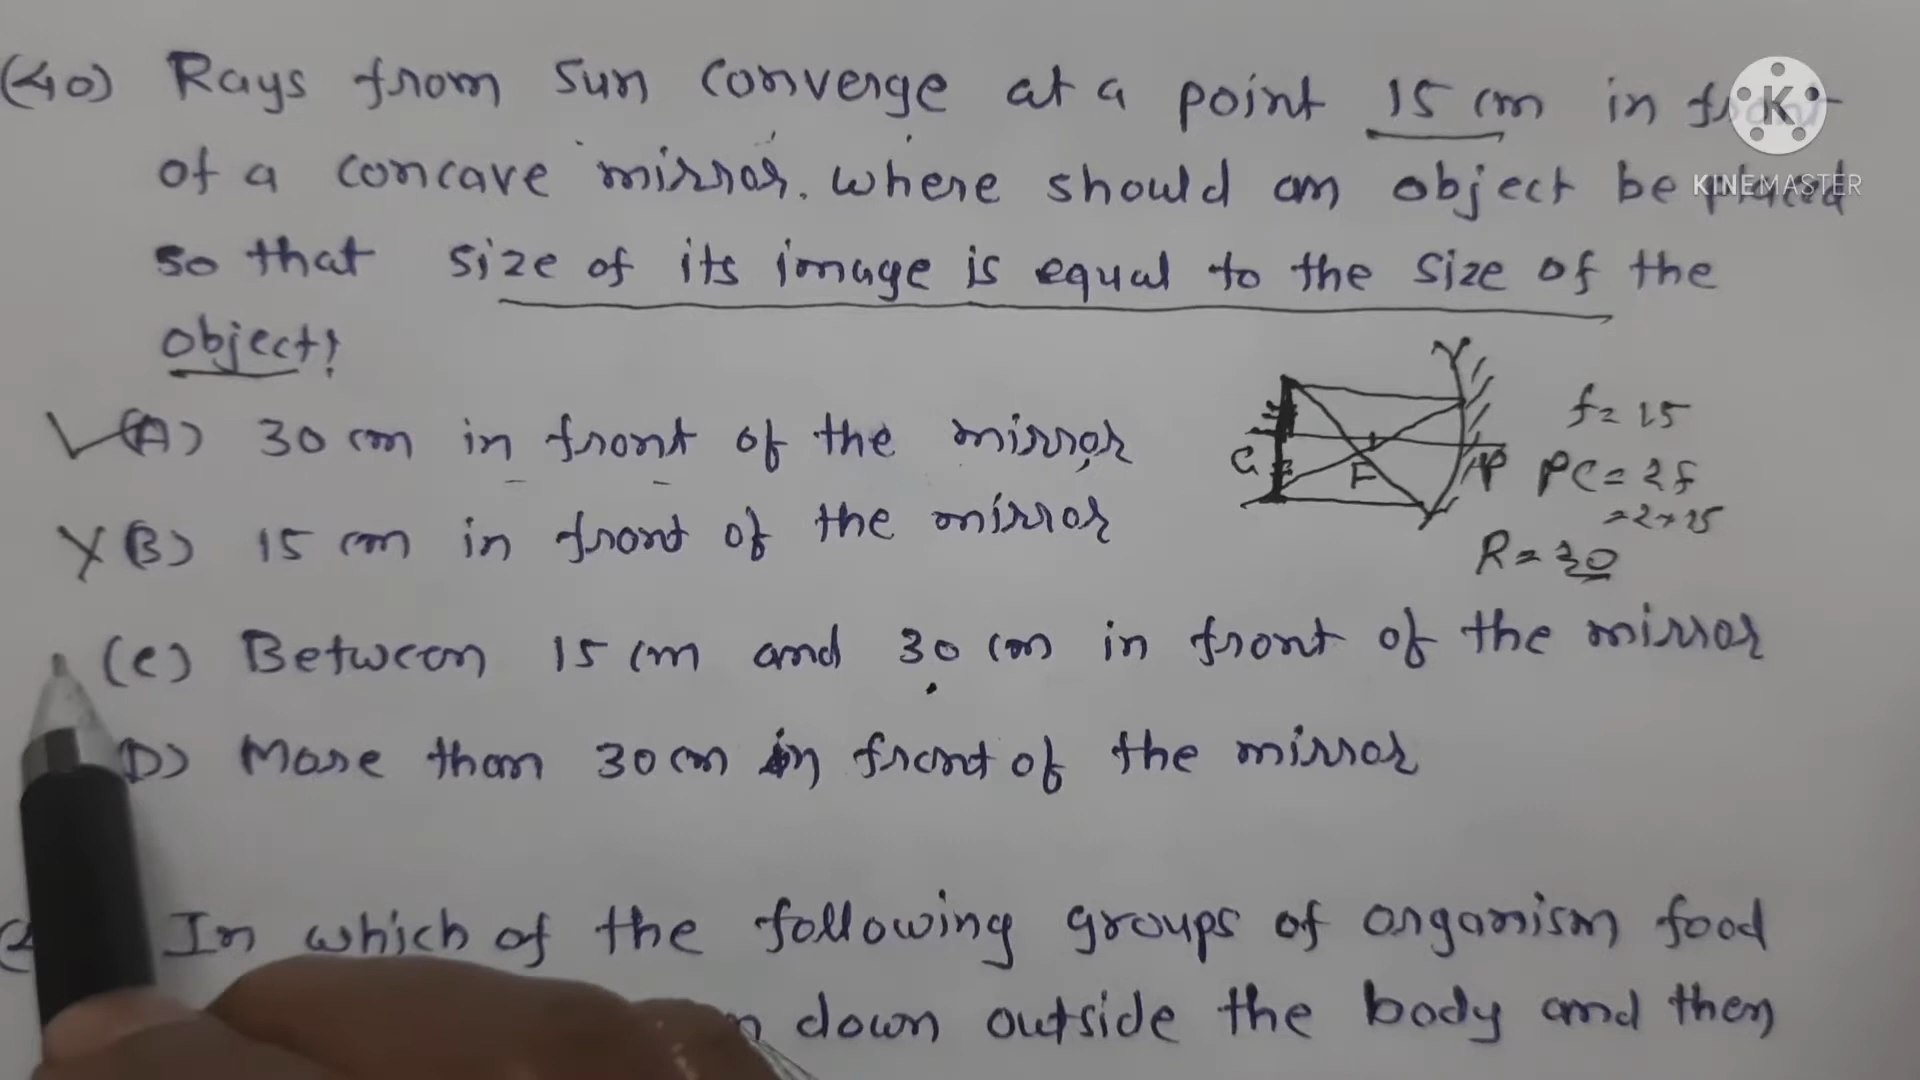 (40) Rays from sun converge at a point 15 cm in front
of a concave mirror. where should an object be placed
so that size of its image is equal to the size of the
object?
(A) 30 cm in front of the mirror
(B) 15 cm in front of the mirror
(C) Between 15 cm and 30 cm in front of the mirror
D) More than 30 cm in front of the mirror
In which of the following groups of organism food
down outside the body and then
f = 15
PC = 2f
= 2 × 15
R = 30
C
F
P
K
KINEMASTER